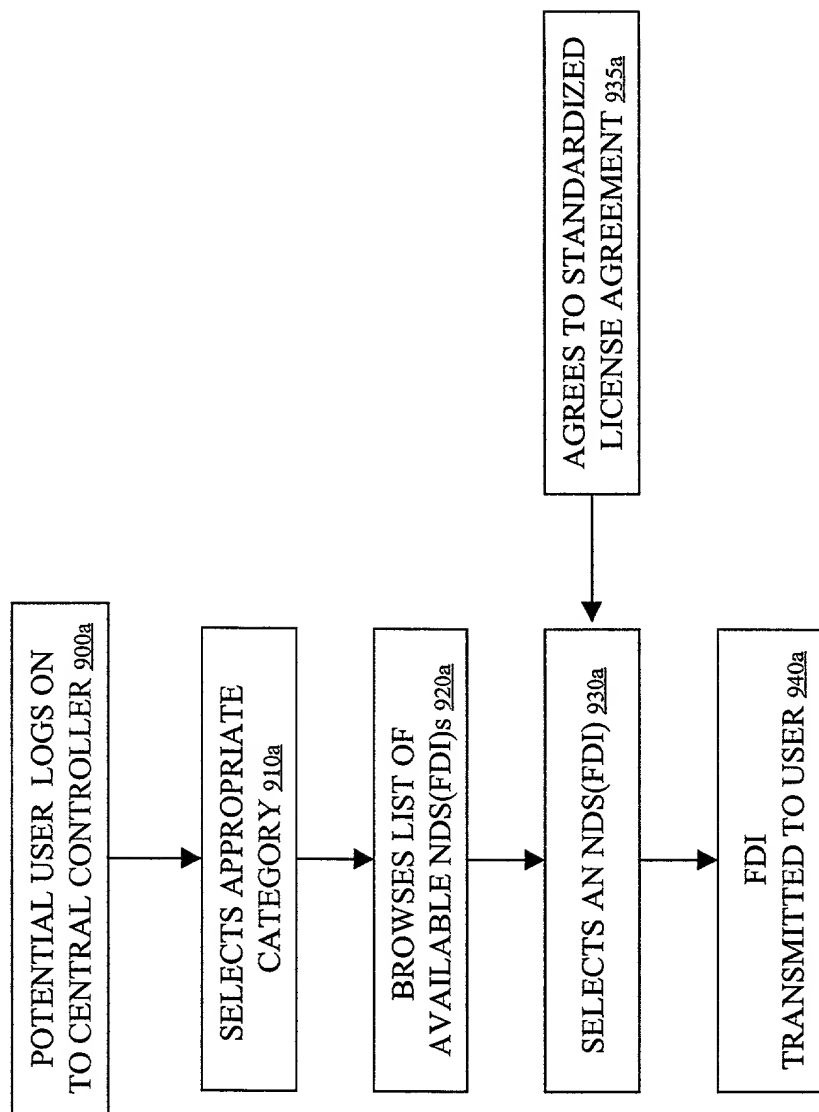 POTENTIAL USER LOGS ON
TO CENTRAL CONTROLLER 900a
SELECTS APPROPRIATE
CATEGORY 910a
BROWSES LIST OF
AVAILABLE NDS(FDI)s 920a
SELECTS AN NDS(FDI) 930a
AGREES TO STANDARDIZED
LICENSE AGREEMENT 935a
FDI
TRANSMITTED TO USER 940a